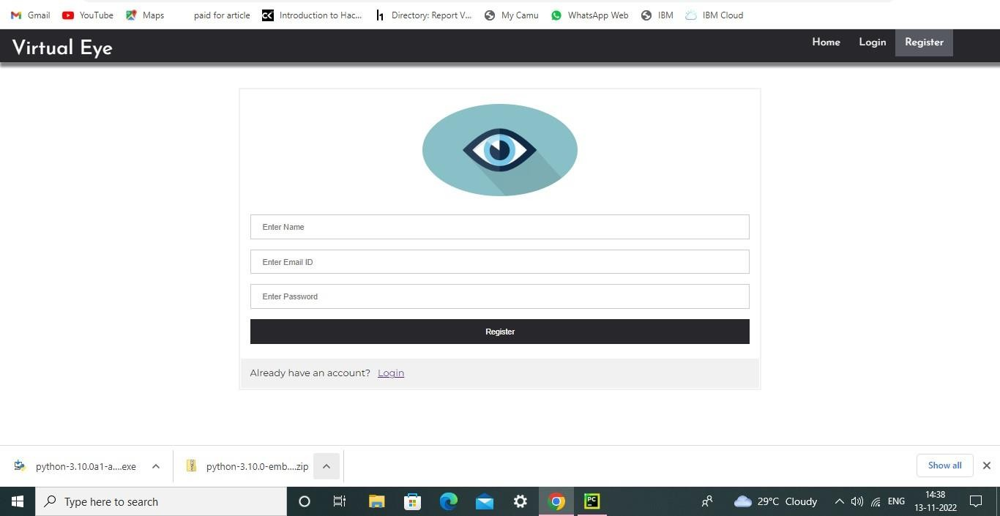 Gmail YouTube Maps paid for article Introduction to Hac... Directory: Report V... My Camu WhatsApp Web IBM IBM Cloud
Virtual Eye Home Login Register
Enter Name
Enter Email ID
Enter Password
Register
Already have an account? Login
python-3.10.0a1-a....exe python-3.10.0-emb....zip Show all
Type here to search PC 29°C Cloudy ENG 14:38
13-11-2022